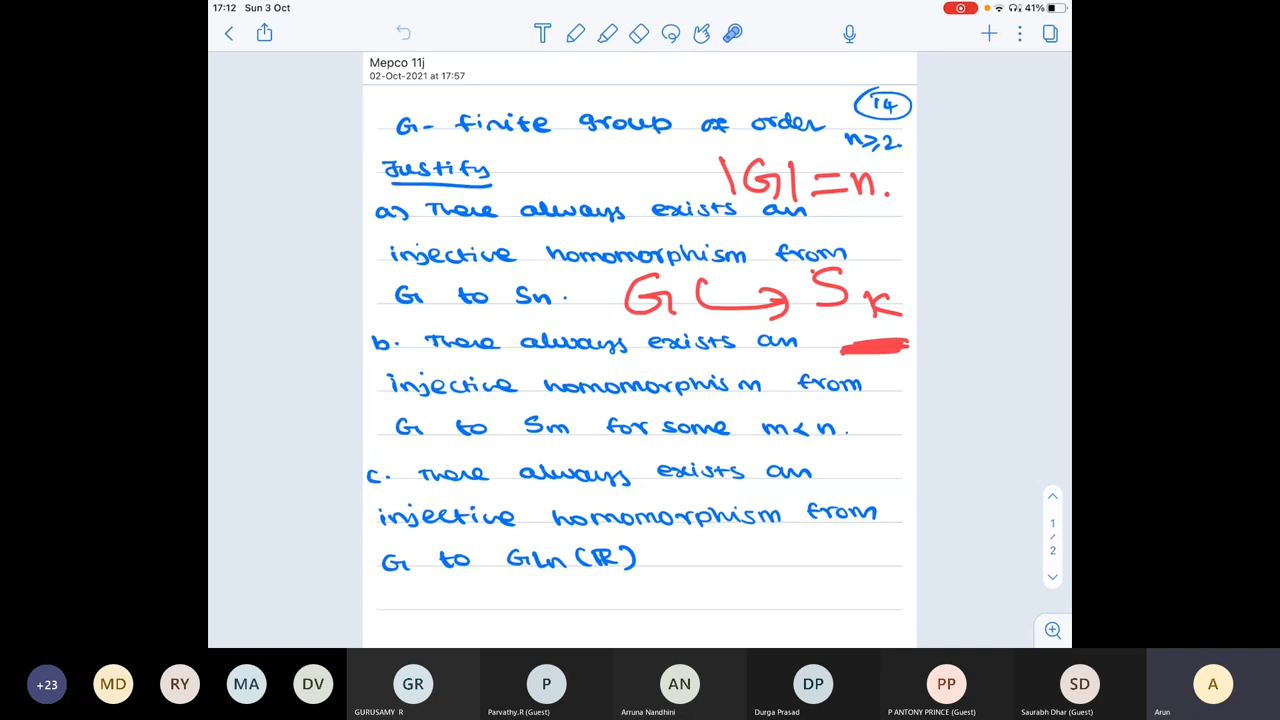 17:12 Sun 3 Oct
41%
Mepco 11j
02-Oct-2021 at 17:57
14
G - finite group of order
n≥2.
Justify
|G| = n.
a) There always exists an
injective homomorphism from
G to Sn.
G ↪ S_K
b. There always exists an
injective homomorphism from
G to Sm for some m<n.
c. There always exists an
injective homomorphism from
G to GLn(ℝ)
1
/
2
+23 MD RY MA DV GR P AN DP PP SD A
GURUSAMY R Parvathy.R (Guest) Arruna Nandhini Durga Prasad P ANTONY PRINCE (Guest) Saurabh Dhar (Guest) Arun